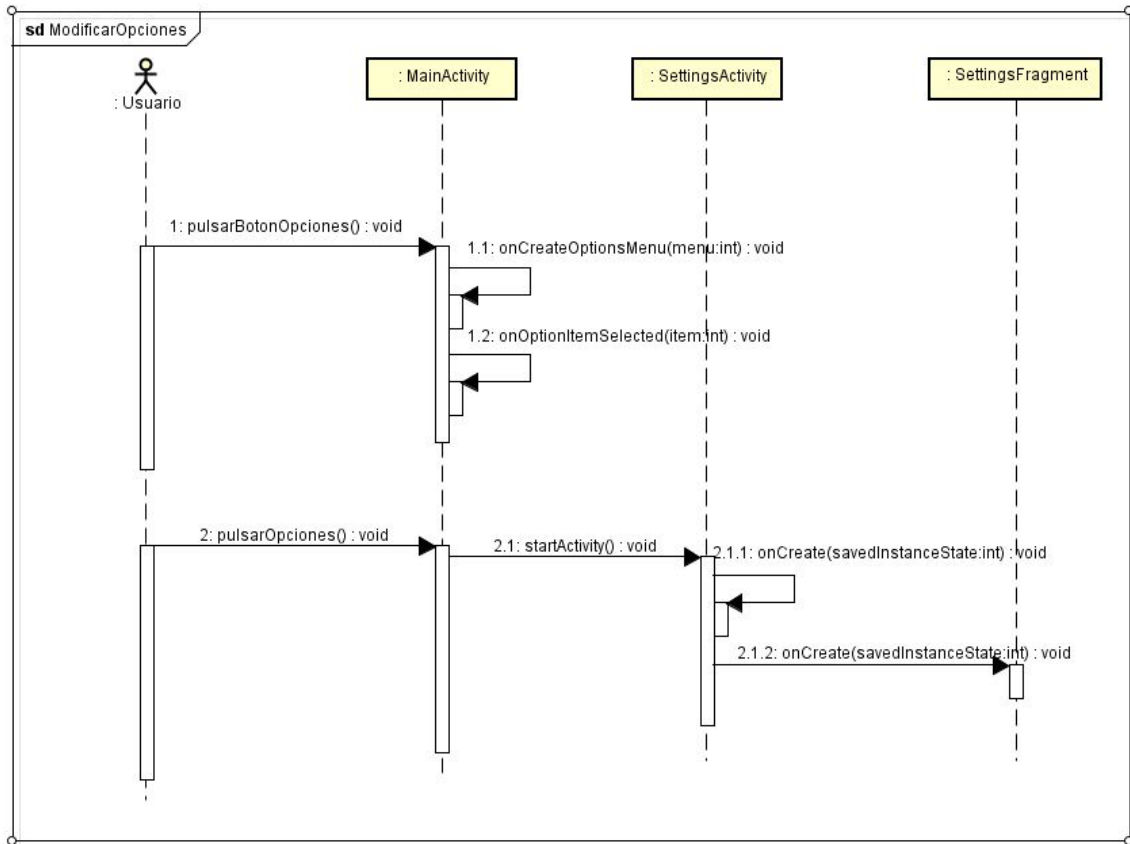 sd ModificarOpciones
: Usuario
: MainActivity
: SettingsActivity
: SettingsFragment
1: pulsarBotonOpciones() : void
1.1: onCreateOptionsMenu(menu:int) : void
1.2: onOptionItemSelected(item:int) : void
2: pulsarOpciones() : void
2.1: startActivity() : void
2.1.1: onCreate(savedInstanceState:int) : void
2.1.2: onCreate(savedInstanceState:int) : void